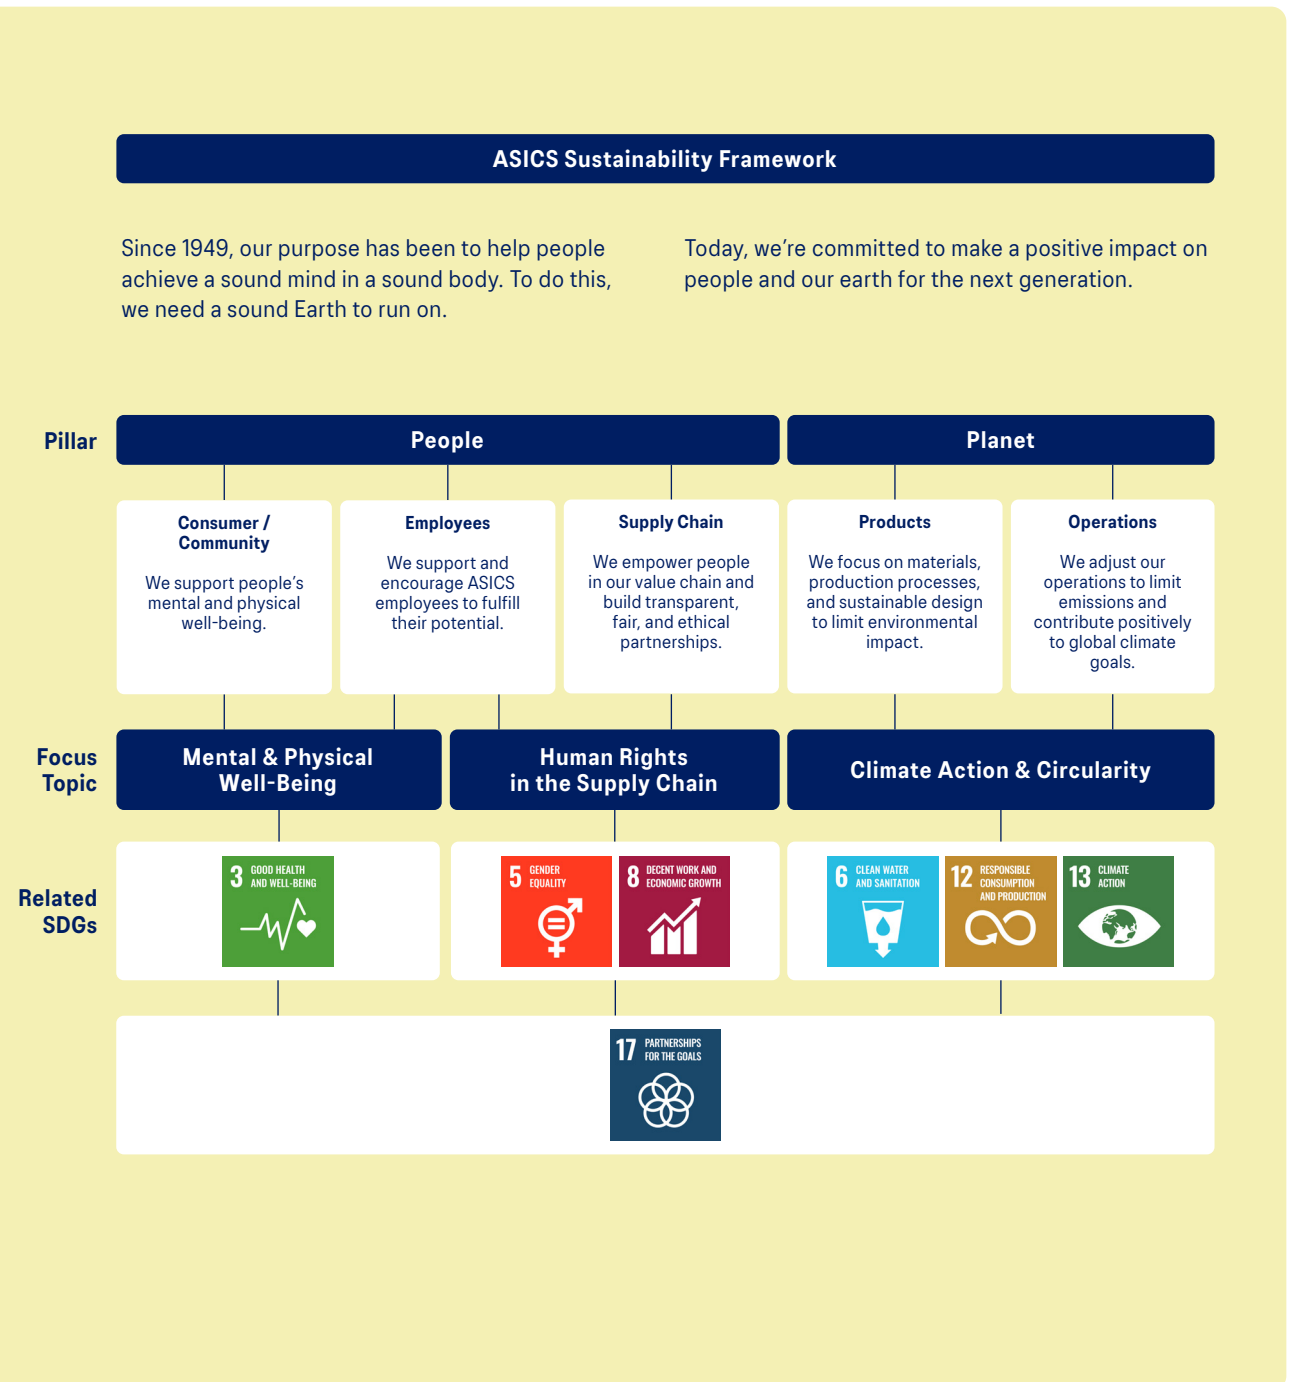 ASICS Sustainability Framework
Since 1949, our purpose has been to help people
achieve a sound mind in a sound body. To do this,
we need a sound Earth to run on.
Today, we're committed to make a positive impact on
people and our earth for the next generation.
Pillar
People
Planet
Consumer /
Community
We support people's
mental and physical
well-being.
Employees
We support and
encourage ASICS
employees to fulfill
their potential.
Supply Chain
We empower people
in our value chain and
build transparent,
fair, and ethical
partnerships.
Products
We focus on materials,
production processes,
and sustainable design
to limit environmental
impact.
Operations
We adjust our
operations to limit
emissions and
contribute positively
to global climate
goals.
Focus
Topic
Mental & Physical
Well-Being
Human Rights
in the Supply Chain
Climate Action & Circularity
Related
SDGs
3 GOOD HEALTH
AND WELL-BEING
5 GENDER
EQUALITY
8 DECENT WORK AND
ECONOMIC GROWTH
6 CLEAN WATER
AND SANITATION
12 RESPONSIBLE
CONSUMPTION
AND PRODUCTION
13 CLIMATE
ACTION
17 PARTNERSHIPS
FOR THE GOALS